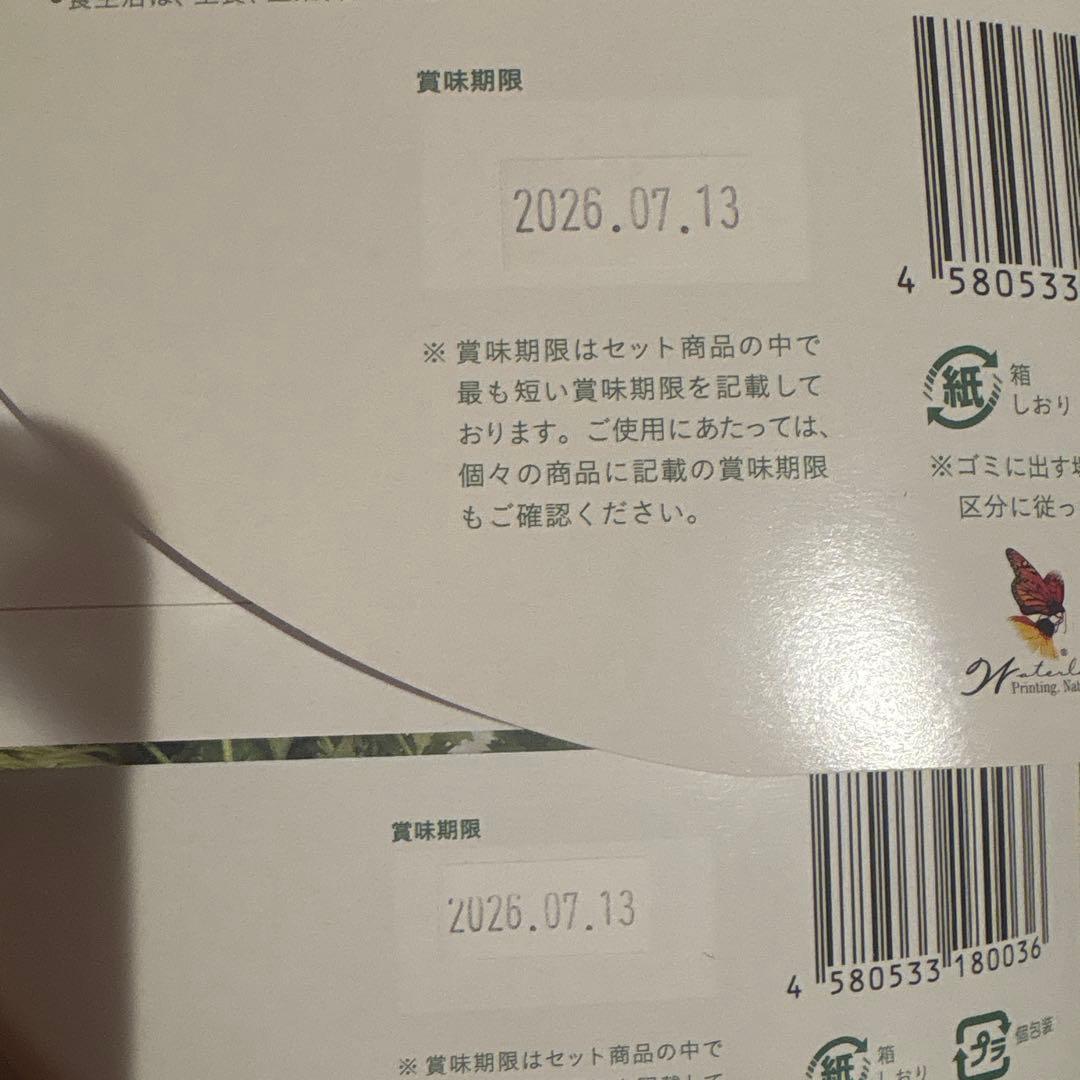 賞味期限
2026.07.13
4 580533
※ 賞味期限はセット商品の中で
最も短い賞味期限を記載して
おります。ご使用にあたっては、
個々の商品に記載の賞味期限
もご確認ください。
紙
箱
しおり
※ゴミに出す
区分に従っ
Printing.
賞味期限
2026.07.13
4 580533 180036
※ 賞味期限はセット商品の中で
紙
箱
しおり
プラ
個包装